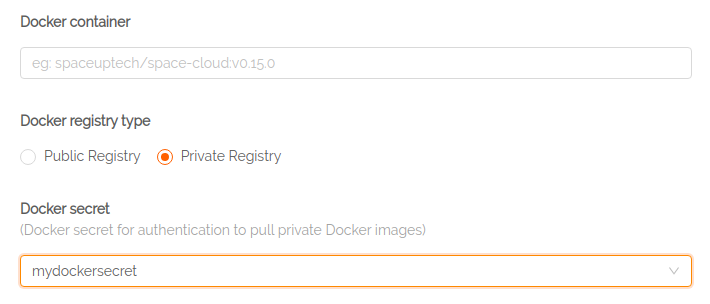 Docker container
eg: spaceuptech/space-cloud:v0.15.0
Docker registry type
Public Registry Private Registry
Docker secret
(Docker secret for authentication to pull private Docker images)
mydockersecret